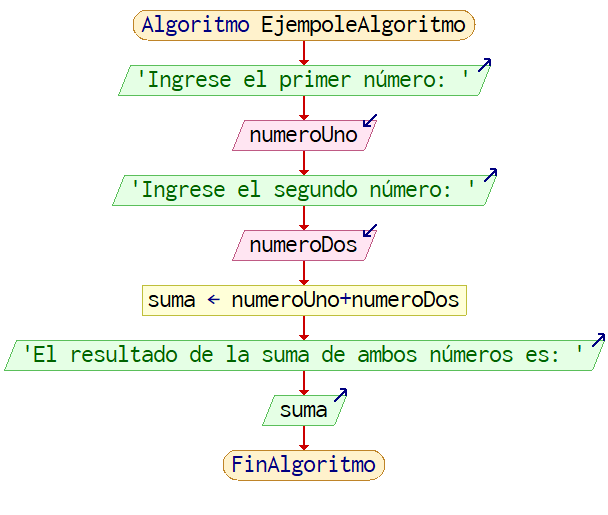 Algoritmo EjempoleAlgoritmo
'Ingrese el primer número: '
numeroUno
'Ingrese el segundo número: '
numeroDos
suma ← numeroUno+numeroDos
'El resultado de la suma de ambos números es: '
suma
FinAlgoritmo